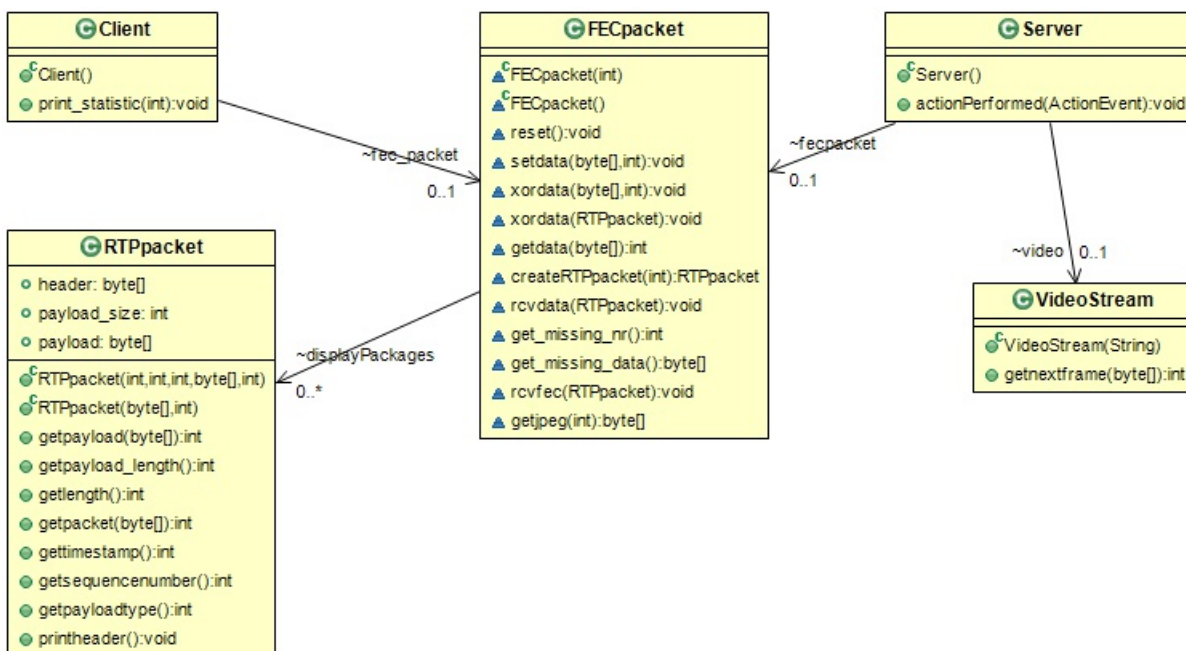 Client
Client()
print_statistic(int):void
~fec_packet
0..1
FECpacket
FECpacket(int)
FECpacket()
reset():void
setdata(byte[],int):void
xordata(byte[],int):void
xordata(RTPpacket):void
getdata(byte[]):int
createRTPpacket(int):RTPpacket
rcvdata(RTPpacket):void
get_missing_nr():int
get_missing_data():byte[]
rcvfec(RTPpacket):void
getjpeg(int):byte[]
Server
Server()
actionPerformed(ActionEvent):void
~fecpacket
0..1
~video 0..1
VideoStream
VideoStream(String)
getnextframe(byte[]):int
RTPpacket
header: byte[]
payload_size: int
payload: byte[]
RTPpacket(int,int,int,byte[],int)
RTPpacket(byte[],int)
getpayload(byte[]):int
getpayload_length():int
getlength():int
getpacket(byte[]):int
gettimestamp():int
getsequencenumber():int
getpayloadtype():int
printheader():void
~displayPackages
0..*